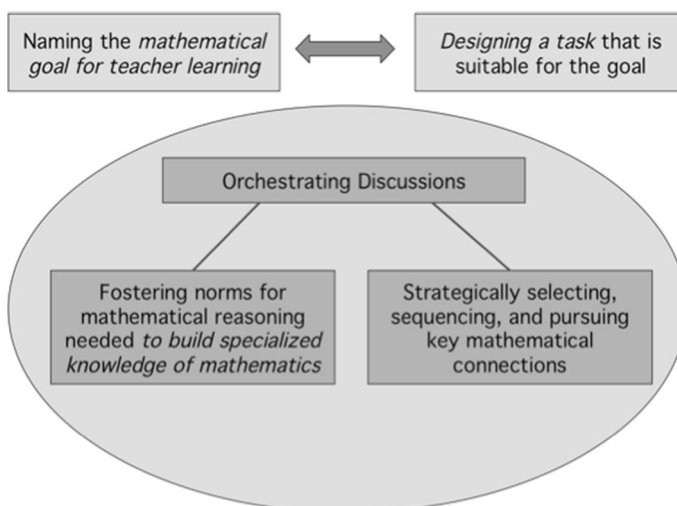 Naming the mathematical
goal for teacher learning
Designing a task that is
suitable for the goal
Orchestrating Discussions
Fostering norms for
mathematical reasoning
needed to build specialized
knowledge of mathematics
Strategically selecting,
sequencing, and pursuing
key mathematical
connections